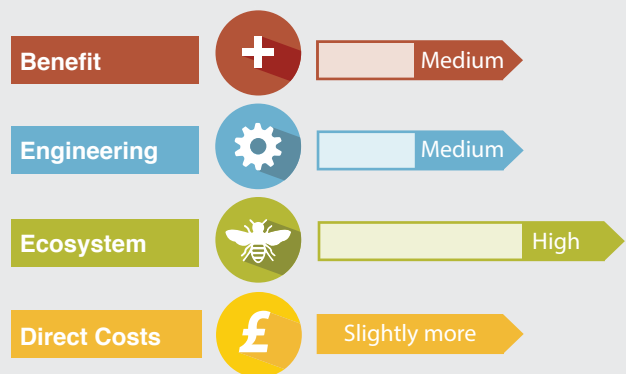 Benefit
+
Medium
Engineering
Medium
Ecosystem
High
Direct Costs
£
Slightly more